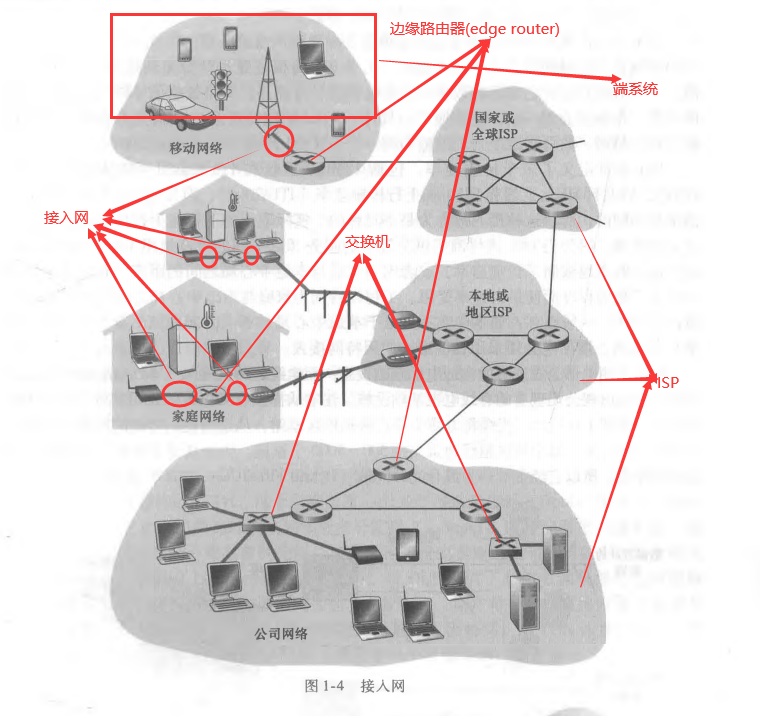 边缘路由器(edge router)
端系统
国家或
全球ISP
移动网络
接入网
交换机
本地或
地区ISP
ISP
家庭网络
公司网络
图 1-4 接入网